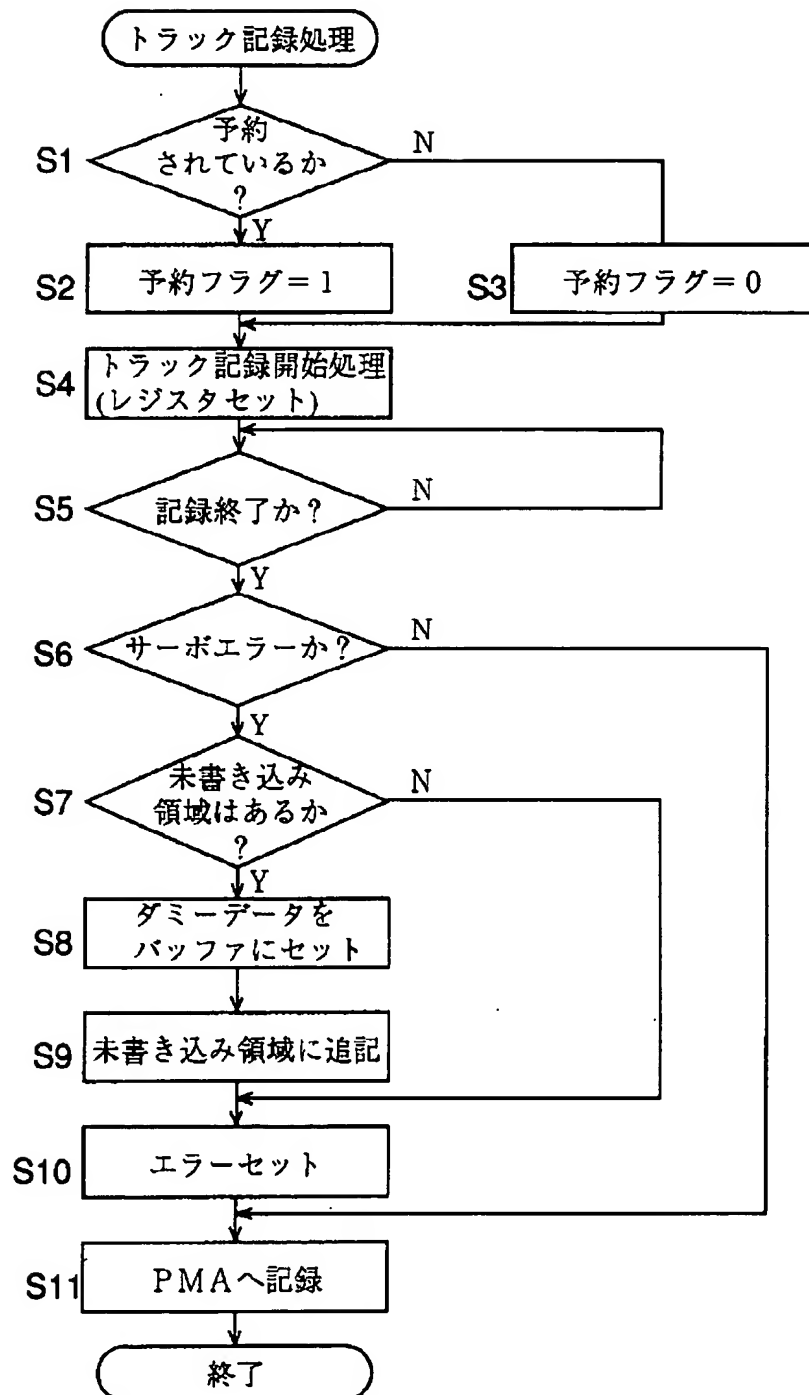 トラック記録処理
S1
予約
されているか
?
N
Y
S2
予約フラグ=1
S3
予約フラグ=0
S4
トラック記録開始処理
(レジスタセット)
S5
記録終了か?
N
Y
S6
サーボエラーか?
N
Y
S7
未書き込み
領域はあるか
?
N
Y
S8
ダミーデータを
バッファにセット
S9
未書き込み領域に追記
S10
エラーセット
S11
PMAへ記録
終了